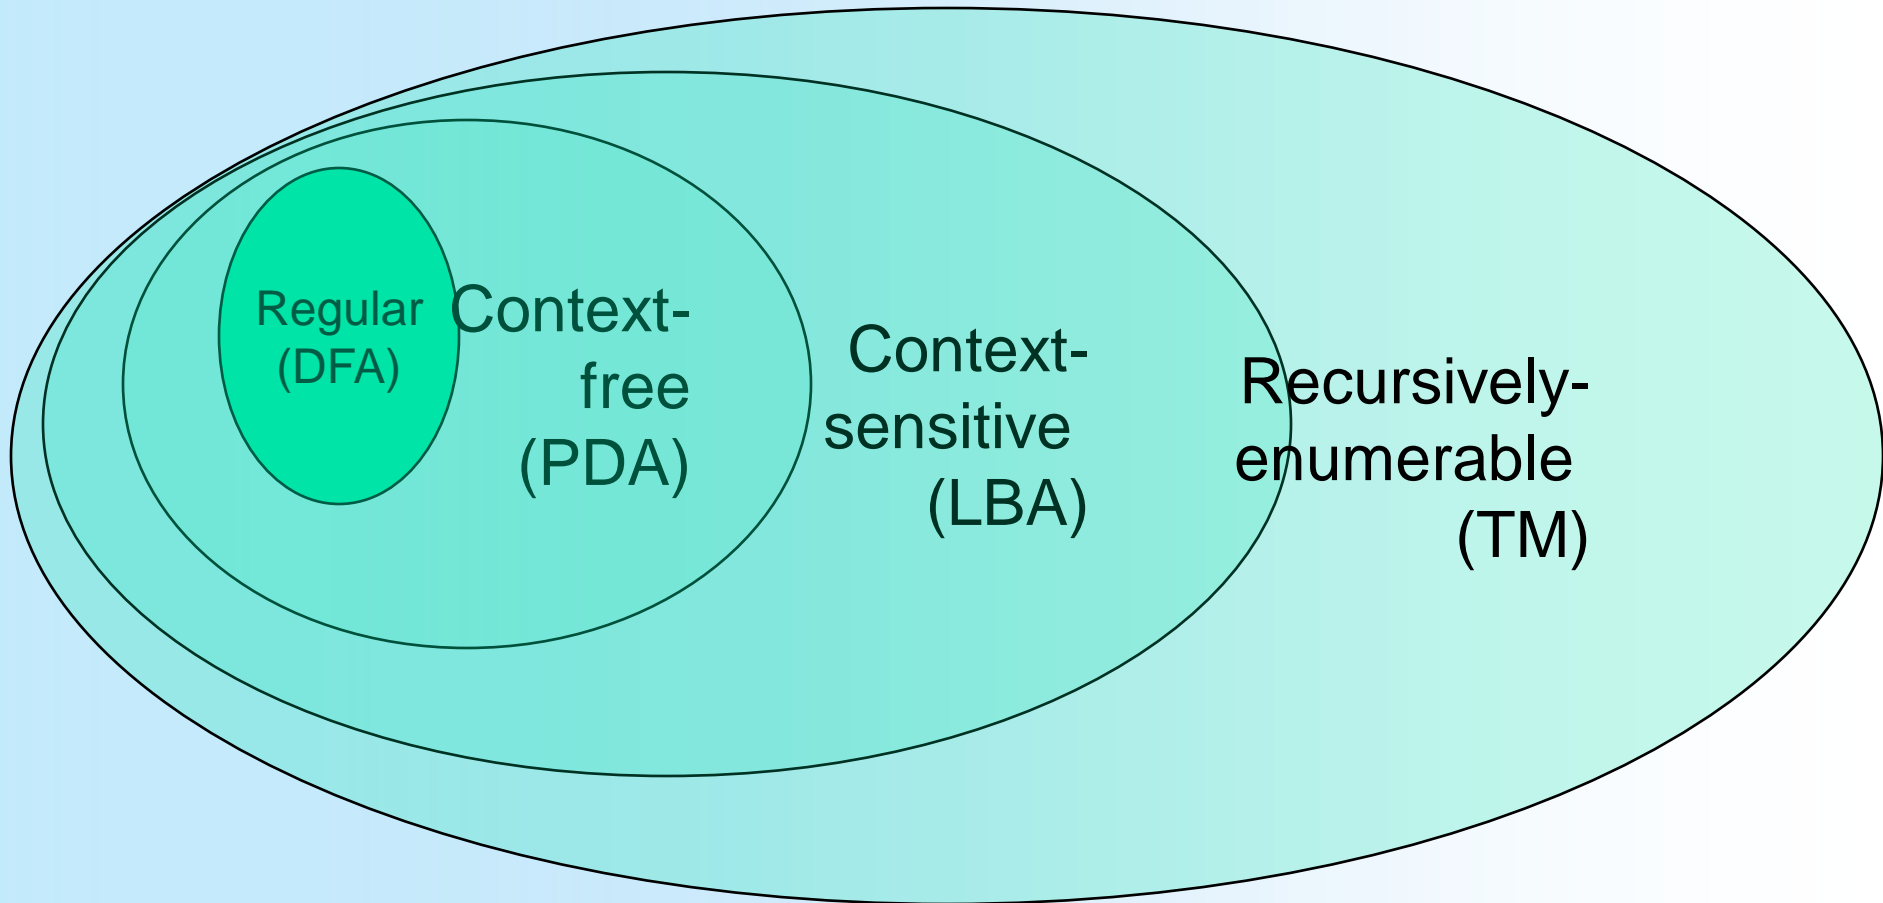 Regular
(DFA)
Context-
free
(PDA)
Context-
sensitive
(LBA)
Recursively-
enumerable
(TM)